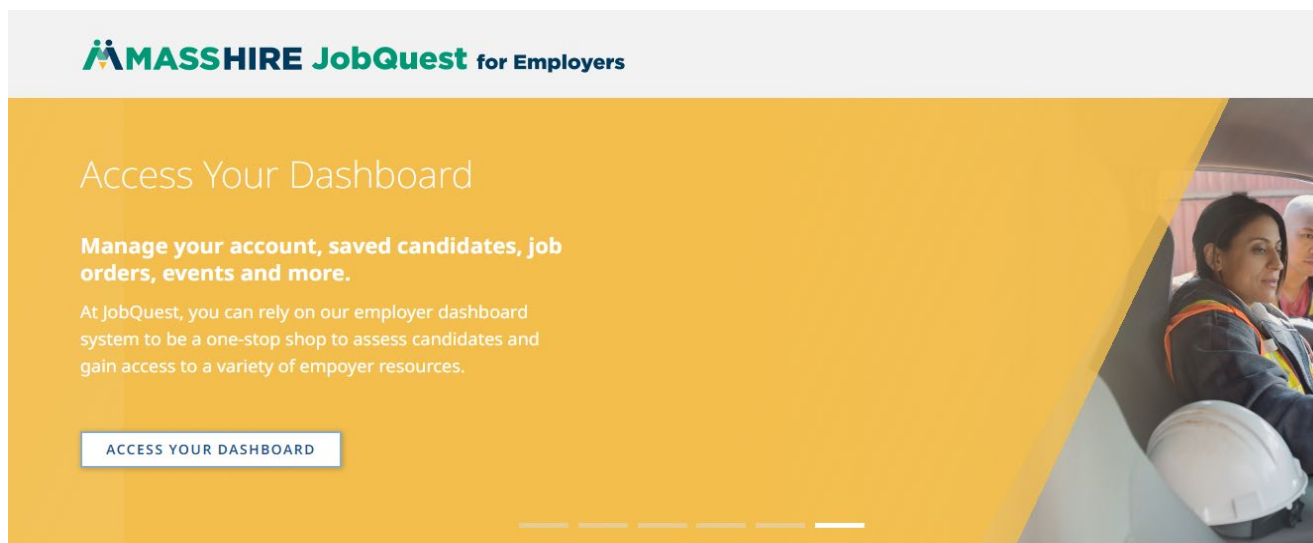 MASSHIRE JobQuest for Employers
Access Your Dashboard
Manage your account, saved candidates, job
orders, events and more.
At JobQuest, you can rely on our employer dashboard
system to be a one-stop shop to assess candidates and
gain access to a variety of empoyer resources.
ACCESS YOUR DASHBOARD